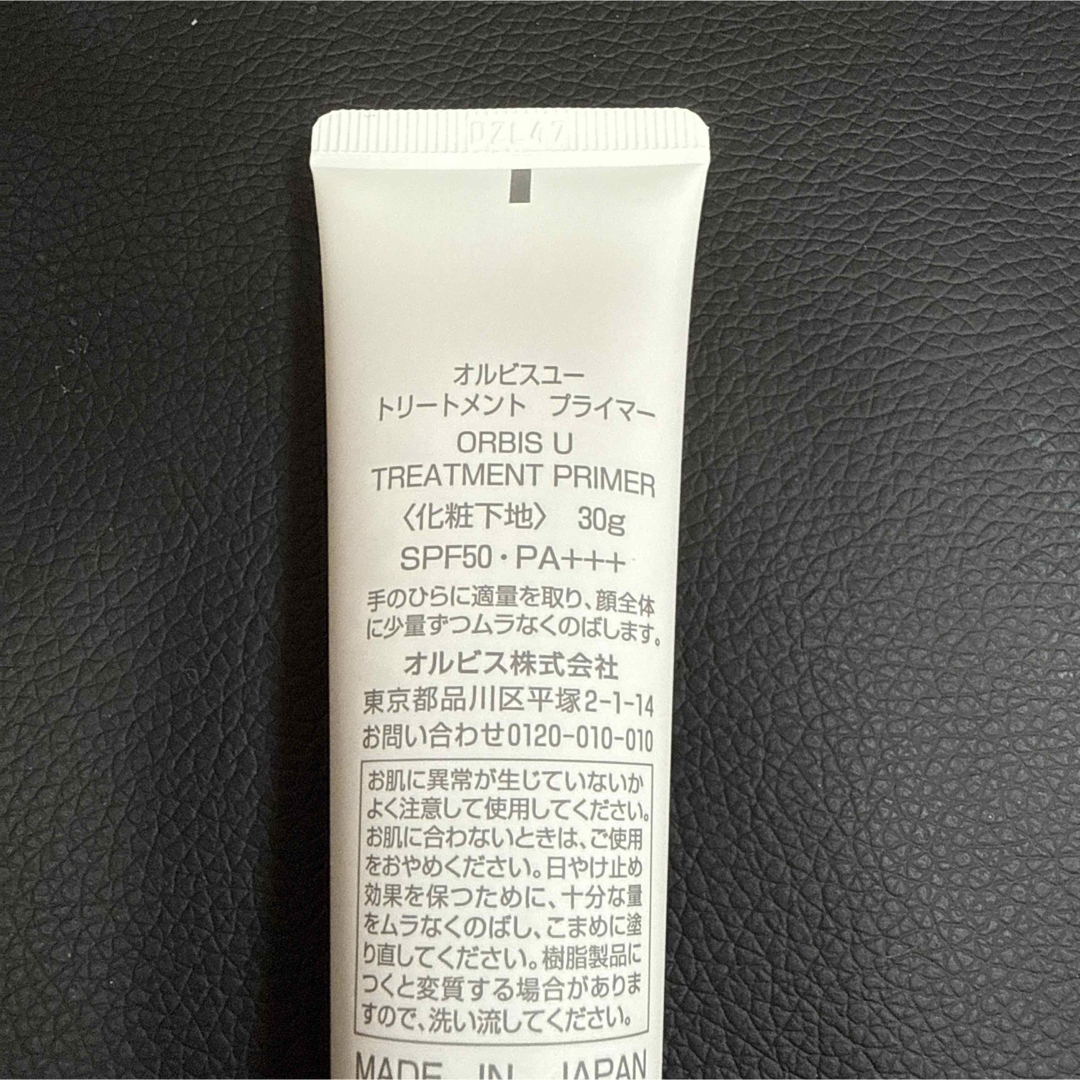 オルビスユー
トリートメント プライマー
ORBIS U
TREATMENT PRIMER
〈化粧下地〉 30g
SPF50・PA+++
手のひらに適量を取り、顔全体
に少量ずつムラなくのばします。
オルビス株式会社
東京都品川区平塚2-1-14
お問い合わせ0120-010-010
お肌に異常が生じていないか
よく注意して使用してください。
お肌に合わないときは、ご使用
をおやめください。日やけ止め
効果を保つために、十分な量
をムラなくのばし、こまめに塗
り直してください。樹脂製品に
つくと変質する場合がありま
すので、洗い流してください。
MADE IN JAPAN